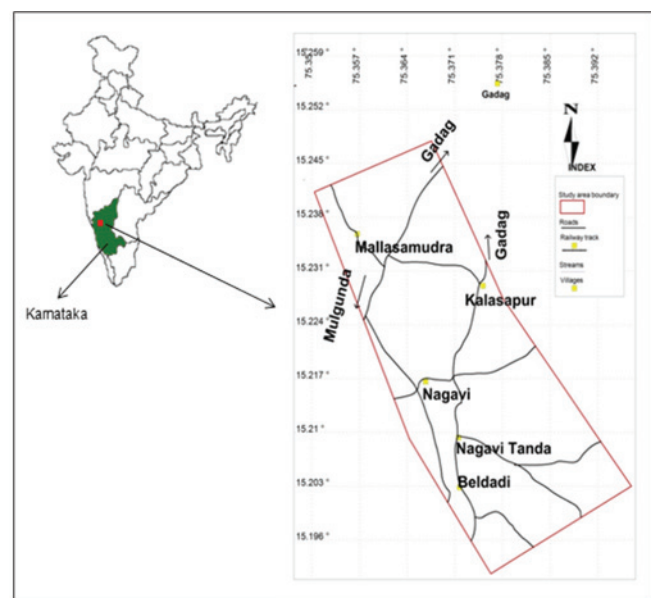 75.35
75.357
75.364
75.371
75.378
75.385
75.392
15.259 °
15.252 °
15.245 °
15.238 °
15.231 °
15.224 °
15.217 °
15.21 °
15.203 °
15.196 °
Gadag
Z
INDEX
Study area boundary
Roads
Railway track
Streams
Villages
Gadag
Gadag
Mallasamudra
Kalasapur
Mulgunda
Nagavi
Nagavi Tanda
Beldadi
Karnataka